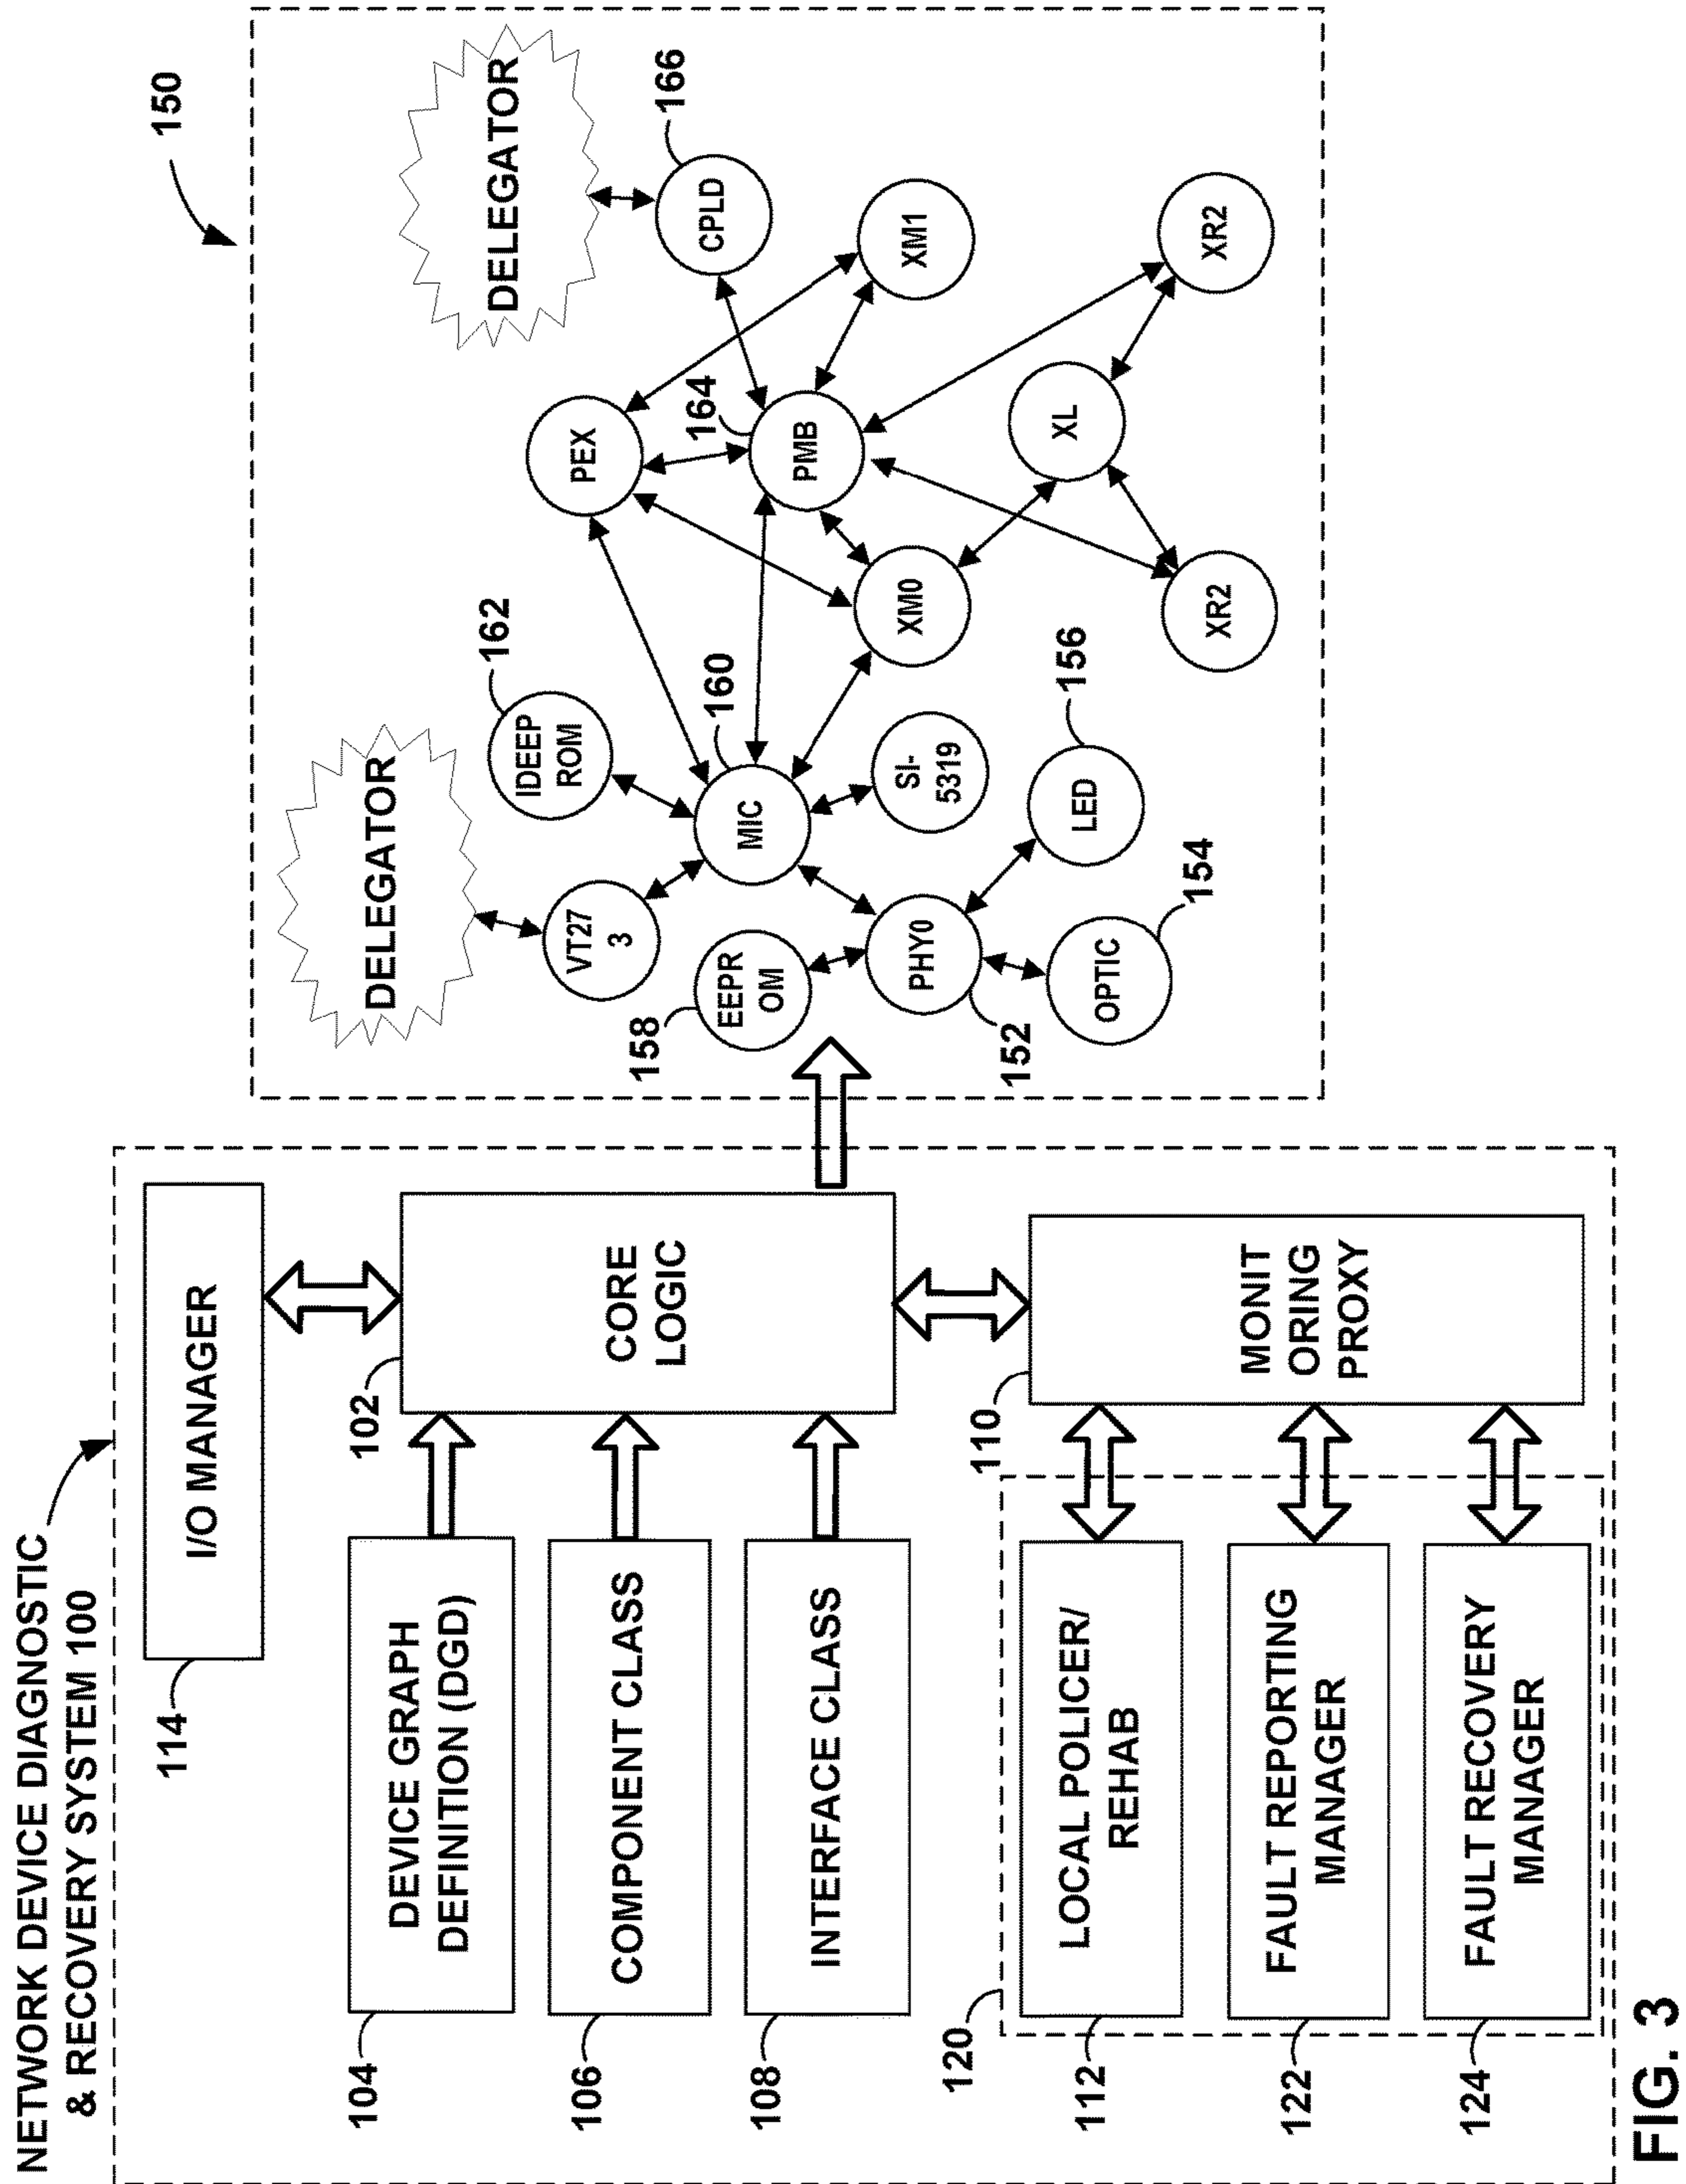 NETWORK DEVICE DIAGNOSTIC
& RECOVERY SYSTEM 100
114
I/O MANAGER
104
DEVICE GRAPH
DEFINITION (DGD)
102
CORE
LOGIC
106
COMPONENT CLASS
108
INTERFACE CLASS
120
110
MONIT
ORING
PROXY
112
LOCAL POLICER/
REHAB
122
FAULT REPORTING
MANAGER
124
FAULT RECOVERY
MANAGER
150
DELEGATOR
DELEGATOR
162
IDEEP
ROM
166
CPLD
VT27
3
PEX
158
EEPR
OM
160
MIC
164
PMB
XM1
PHY0
152
SI-
5319
XM0
OPTIC
154
LED
156
XL
XR2
XR2
FIG. 3